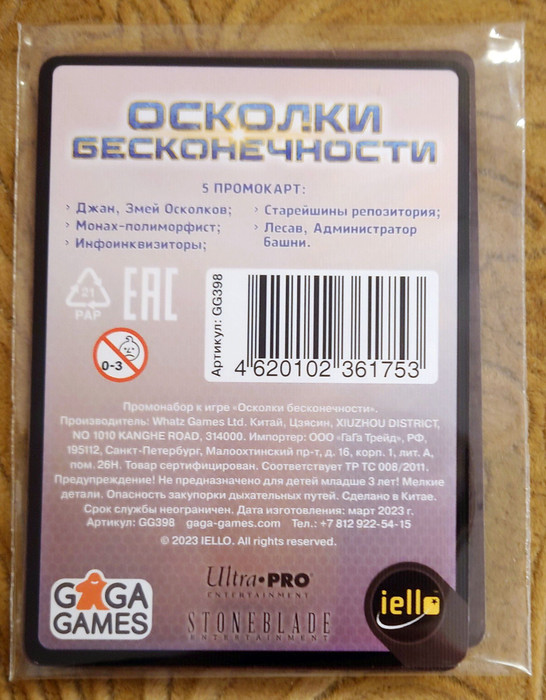 ОСКОЛКИ
БЕСКОНЕЧНОСТИ
5 ПРОМОКАРТ:
› Джан, Змей Осколков;
› Монах-полиморфист;
› Инфоинквизиторы;
› Старейшины репозитория;
› Лесав, Администратор
башни.
21
PAP
EAC
0-3
Артикул: GG398
4 620102 361753
Промонабор к игре «Осколки бесконечности».
Производитель: Whatz Games Ltd. Китай, Цзясин, XIUZHOU DISTRICT,
NO 1010 KANGHE ROAD, 314000. Импортер: ООО «ГаГа Трейд», РФ,
195112, Санкт-Петербург, Малоохтинский пр-т, д. 16, корп. 1, лит. А,
пом. 26Н. Товар сертифицирован. Соответствует ТР ТС 008/2011.
Предупреждение! Не предназначено для детей младше 3 лет! Мелкие
детали. Опасность закупорки дыхательных путей. Сделано в Китае.
Срок службы неограничен. Дата изготовления: март 2023 г.
Артикул: GG398 gaga-games.com Тел.: +7 812 922-54-15
© 2023 IELLO. All rights reserved.
GAGA
GAMES
Ultra•PRO
ENTERTAINMENT
STONEBLADE
ENTERTAINMENT
iello